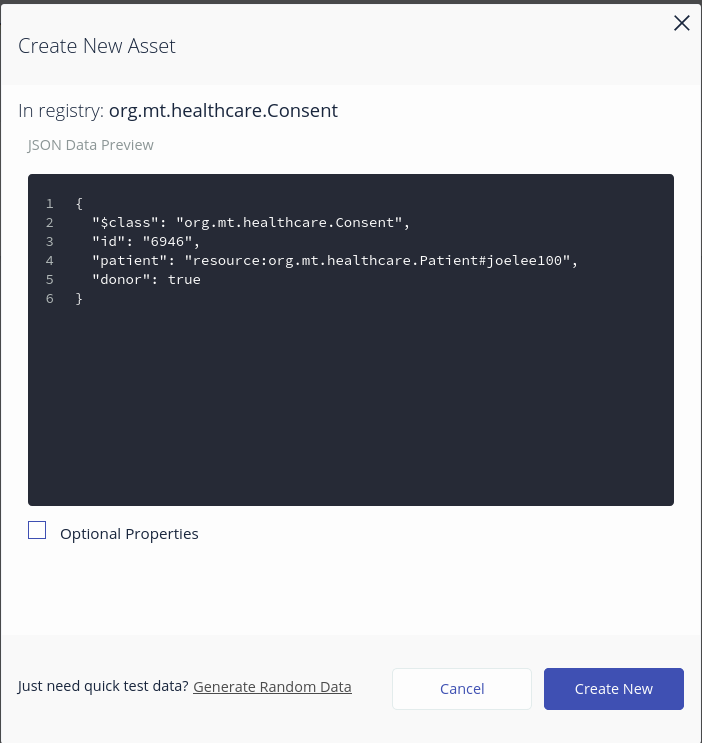 Create New Asset
In registry: org.mt.healthcare.Consent
JSON Data Preview
1 {
2   "$class": "org.mt.healthcare.Consent",
3   "id": "6946",
4   "patient": "resource:org.mt.healthcare.Patient#joelee100",
5   "donor": true
6 }
Optional Properties
Just need quick test data? Generate Random Data
Cancel
Create New